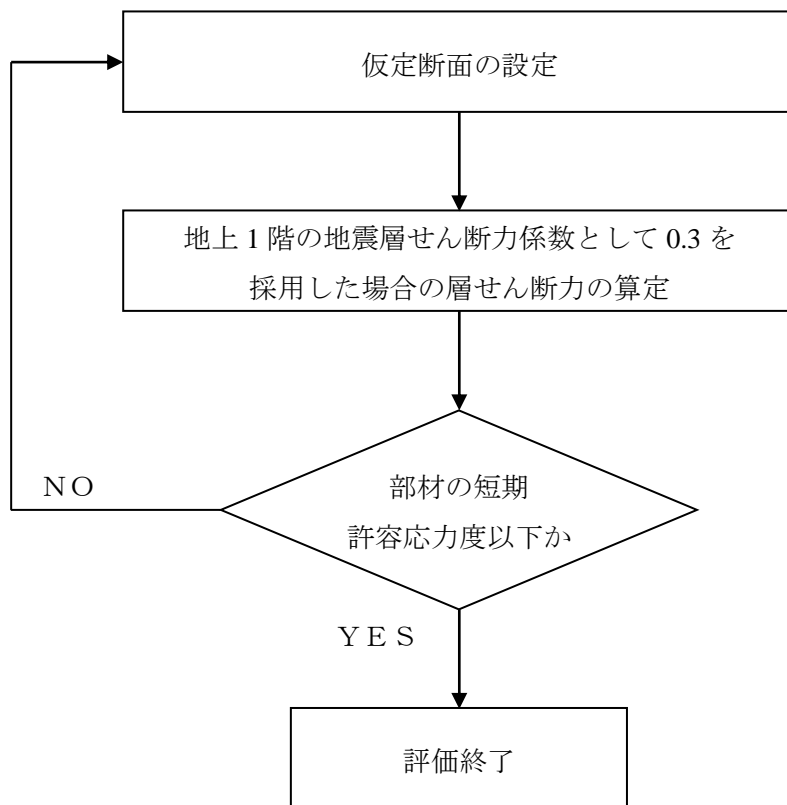 仮定断面の設定
地上 1 階の地震層せん断力係数として 0.3 を
採用した場合の層せん断力の算定
部材の短期
許容応力度以下か
ＮＯ
ＹＥＳ
評価終了